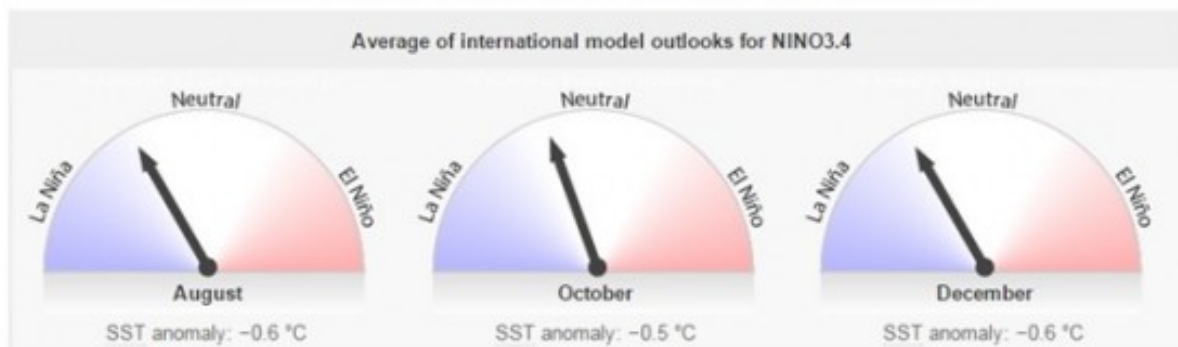 Average of international model outlooks for NINO3.4
Neutral
La Niña
El Niño
August
SST anomaly: −0.6 °C
Neutral
La Niña
El Niño
October
SST anomaly: −0.5 °C
Neutral
La Niña
El Niño
December
SST anomaly: −0.6 °C